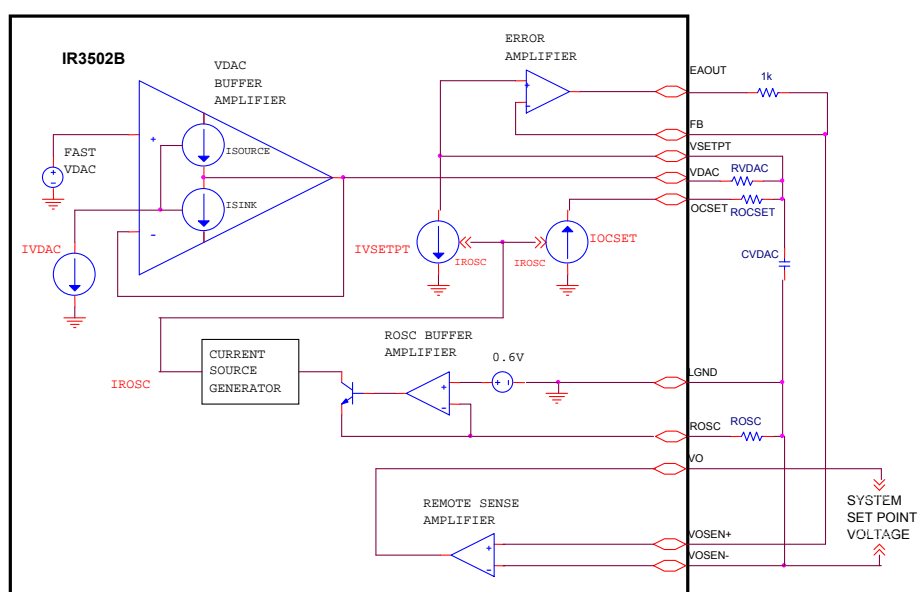 IR3502B
VDAC
BUFFER
AMPLIFIER
ERROR
AMPLIFIER
EAOUT
1k
+
-
FB
+
FAST
VDAC
+
-
ISOURCE
VSETPT
VDAC
RVDAC
ISINK
OCSET
ROCSET
-
IVDAC
IVSETPT
IROSC
IROSC
IOCSET
CVDAC
ROSC BUFFER
AMPLIFIER
0.6V
CURRENT
SOURCE
GENERATOR
IROSC
+
-
+ -
LGND
ROSC
ROSC
VO
REMOTE SENSE
AMPLIFIER
SYSTEM
SET POINT
VOLTAGE
+
-
VOSEN+
VOSEN-